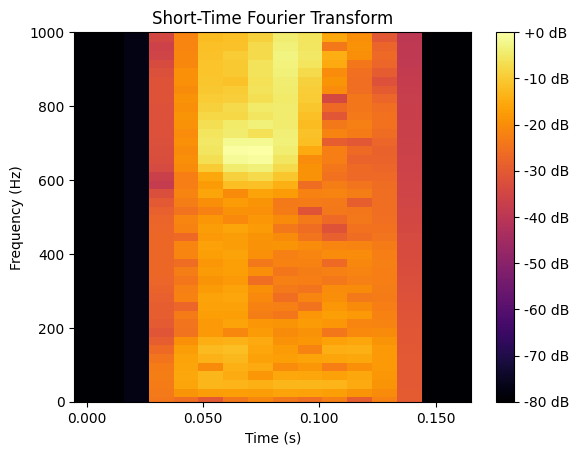 Short-Time Fourier Transform
Frequency (Hz)
1000
800
600
400
200
0
0.000 0.050 0.100 0.150
Time (s)
+0 dB
-10 dB
-20 dB
-30 dB
-40 dB
-50 dB
-60 dB
-70 dB
-80 dB